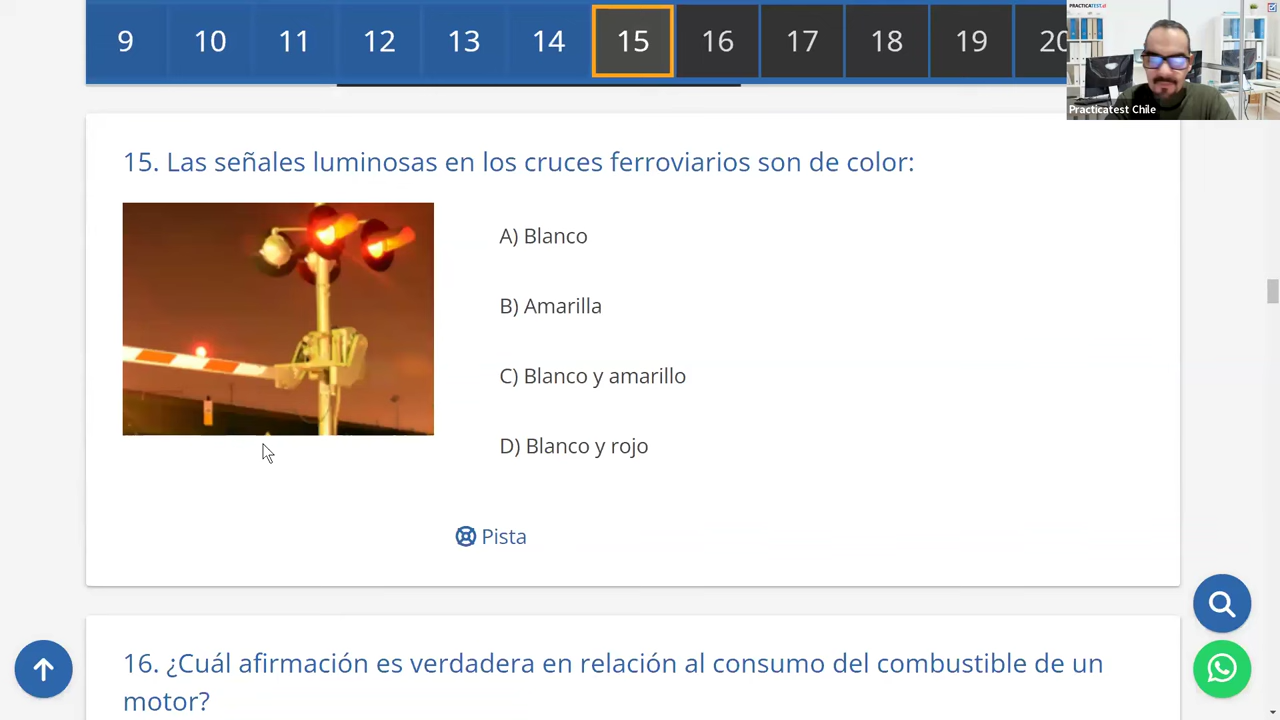 9 10 11 12 13 14 15 16 17 18 19 20
PRACTICATEST.cl
Practicatest Chile
15. Las señales luminosas en los cruces ferroviarios son de color:
A) Blanco
B) Amarilla
C) Blanco y amarillo
D) Blanco y rojo
Pista
16. ¿Cuál afirmación es verdadera en relación al consumo del combustible de un
motor?